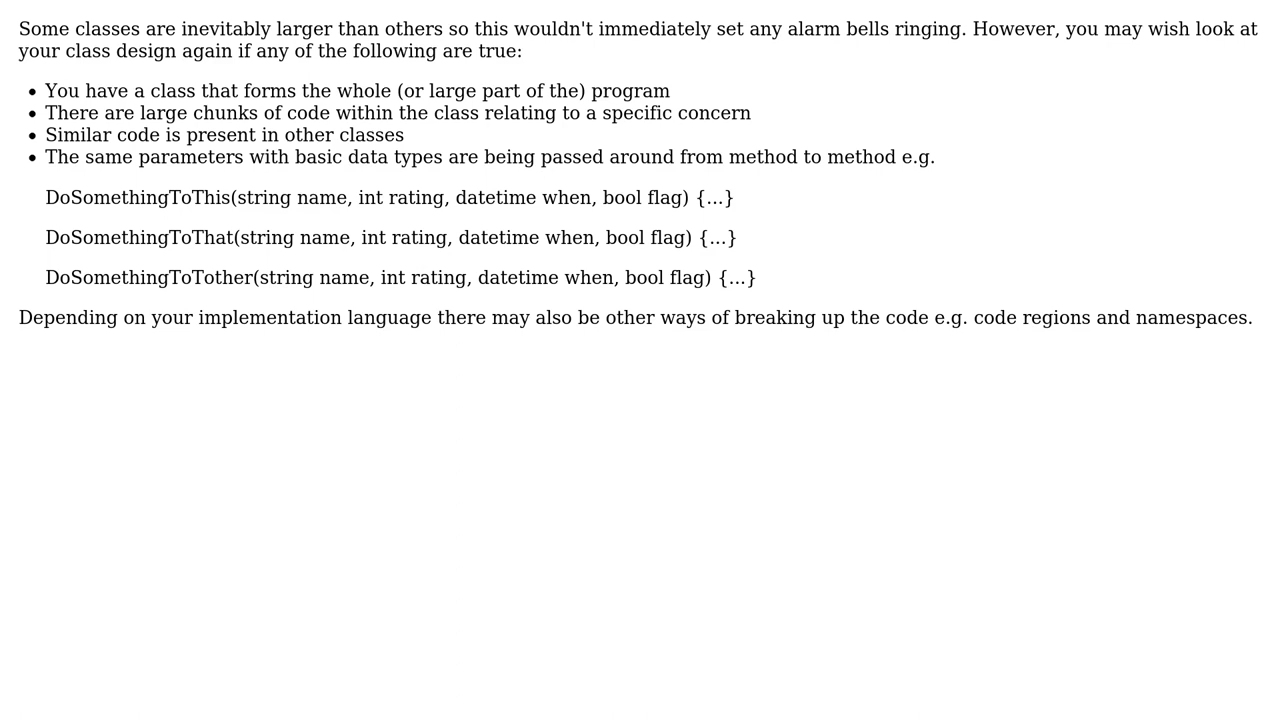 Some classes are inevitably larger than others so this wouldn't immediately set any alarm bells ringing. However, you may wish look at
your class design again if any of the following are true:
• You have a class that forms the whole (or large part of the) program
• There are large chunks of code within the class relating to a specific concern
• Similar code is present in other classes
• The same parameters with basic data types are being passed around from method to method e.g.
DoSomethingToThis(string name, int rating, datetime when, bool flag) {...}
DoSomethingToThat(string name, int rating, datetime when, bool flag) {...}
DoSomethingToTother(string name, int rating, datetime when, bool flag) {...}
Depending on your implementation language there may also be other ways of breaking up the code e.g. code regions and namespaces.